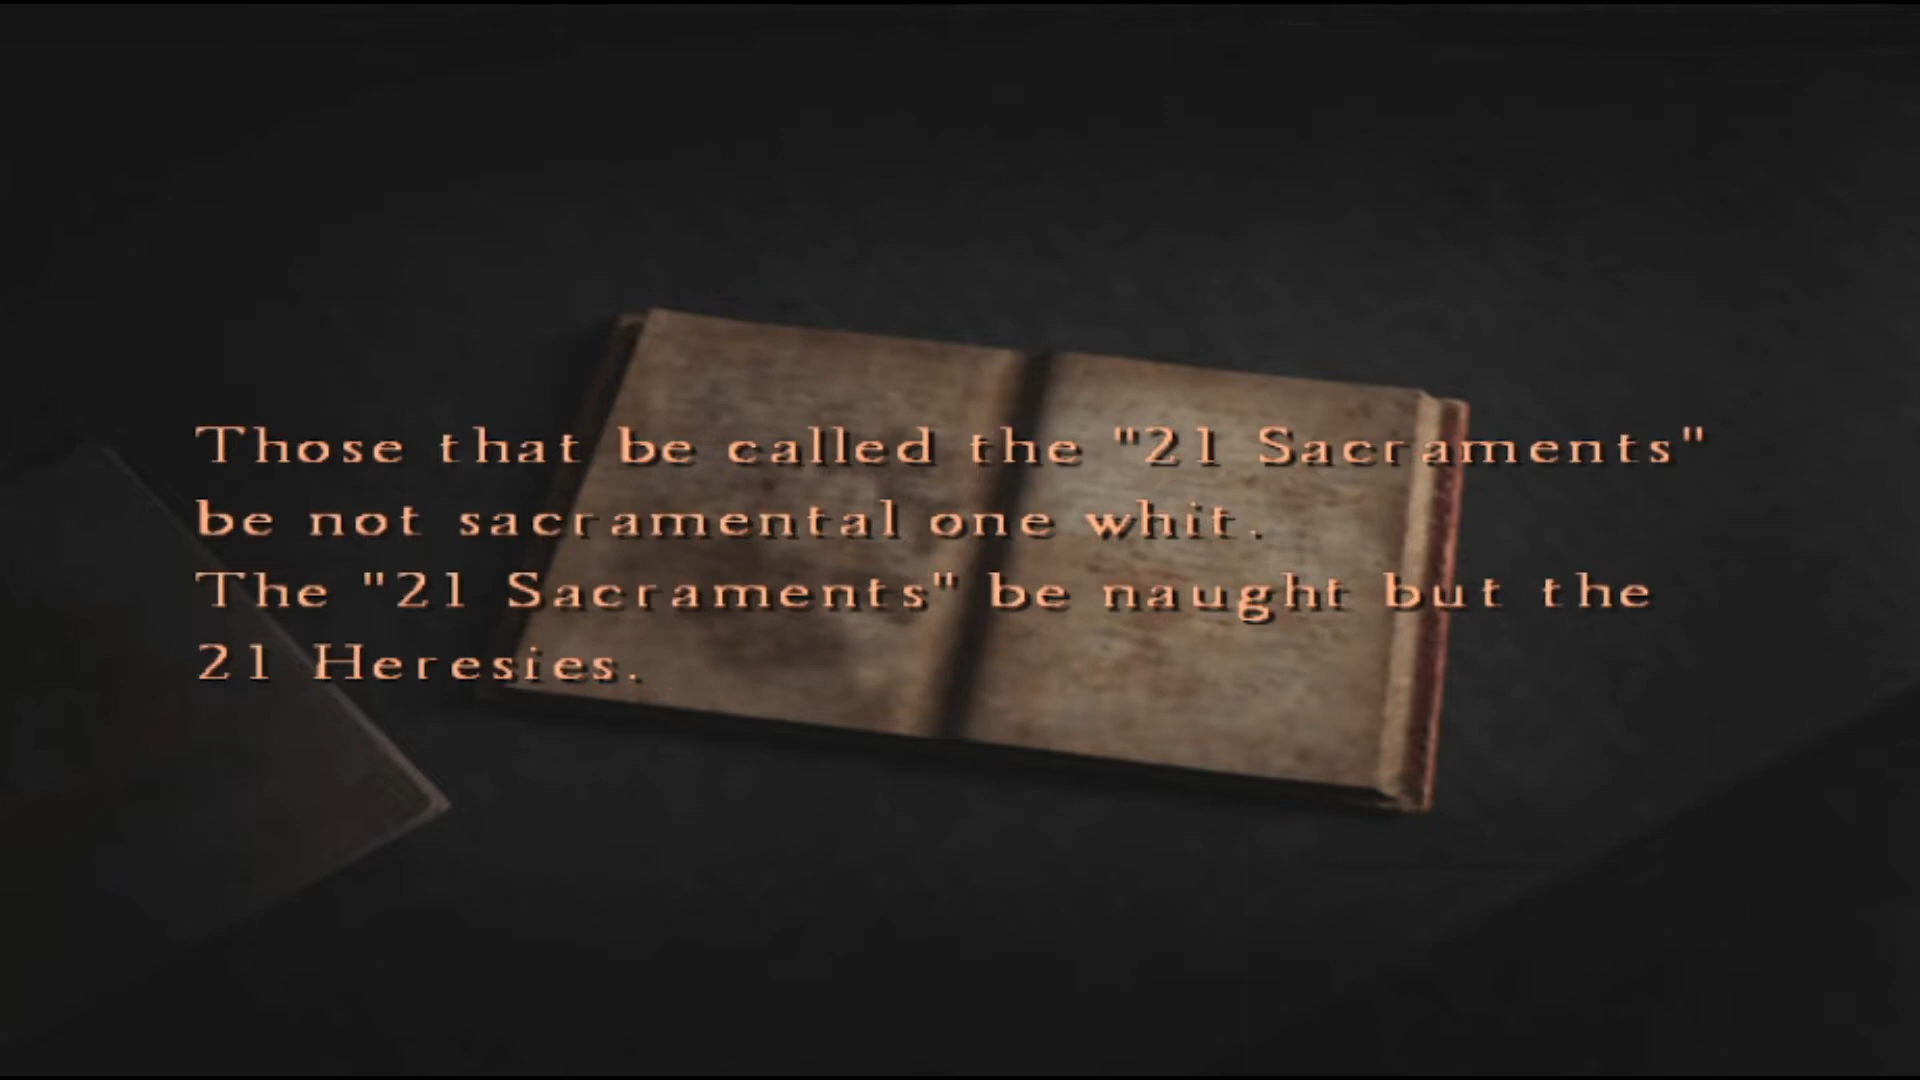 Those that be called the "21 Sacraments"
be not sacramental one whit.
The "21 Sacraments" be naught but the
21 Heresies.